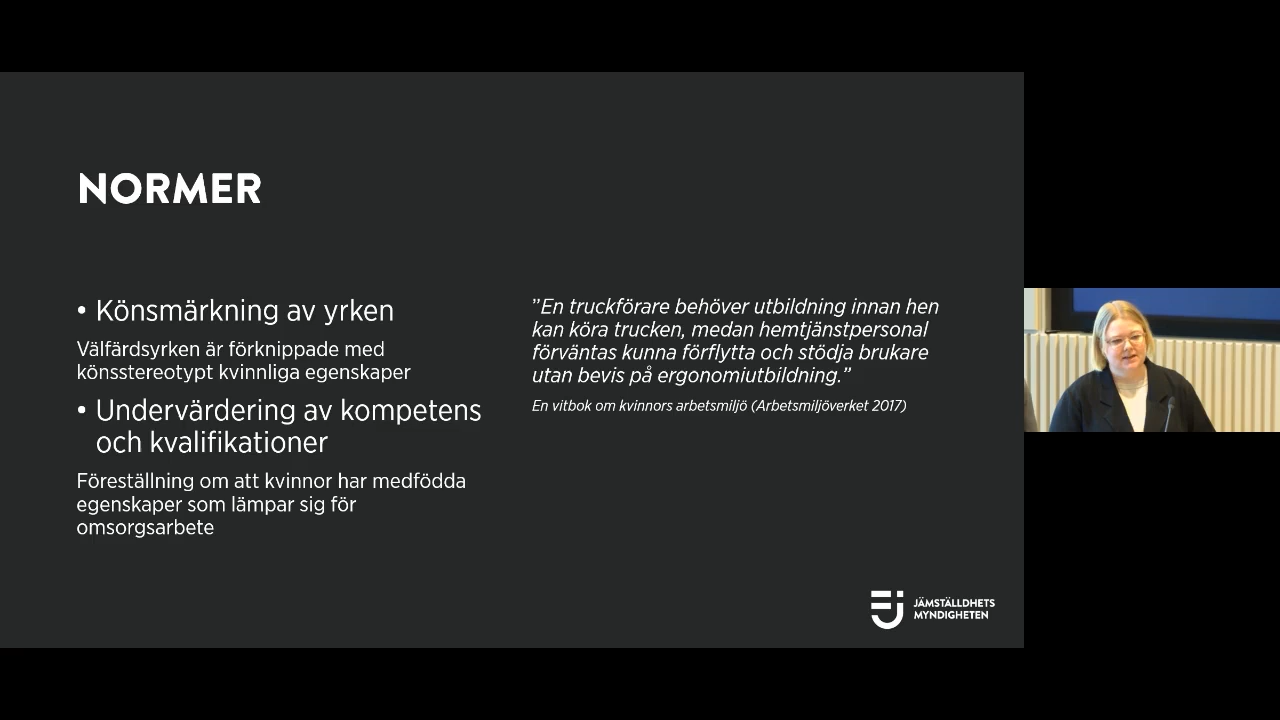 NORMER
• Könsmärkning av yrken
Välfärdsyrken är förknippade med
könsstereotypt kvinnliga egenskaper
• Undervärdering av kompetens
och kvalifikationer
Föreställning om att kvinnor har medfödda
egenskaper som lämpar sig för
omsorgsarbete
”En truckförare behöver utbildning innan hen
kan köra trucken, medan hemtjänstpersonal
förväntas kunna förflytta och stödja brukare
utan bevis på ergonomiutbildning.”
En vitbok om kvinnors arbetsmiljö (Arbetsmiljöverket 2017)
JÄMSTÄLLDHETS
MYNDIGHETEN